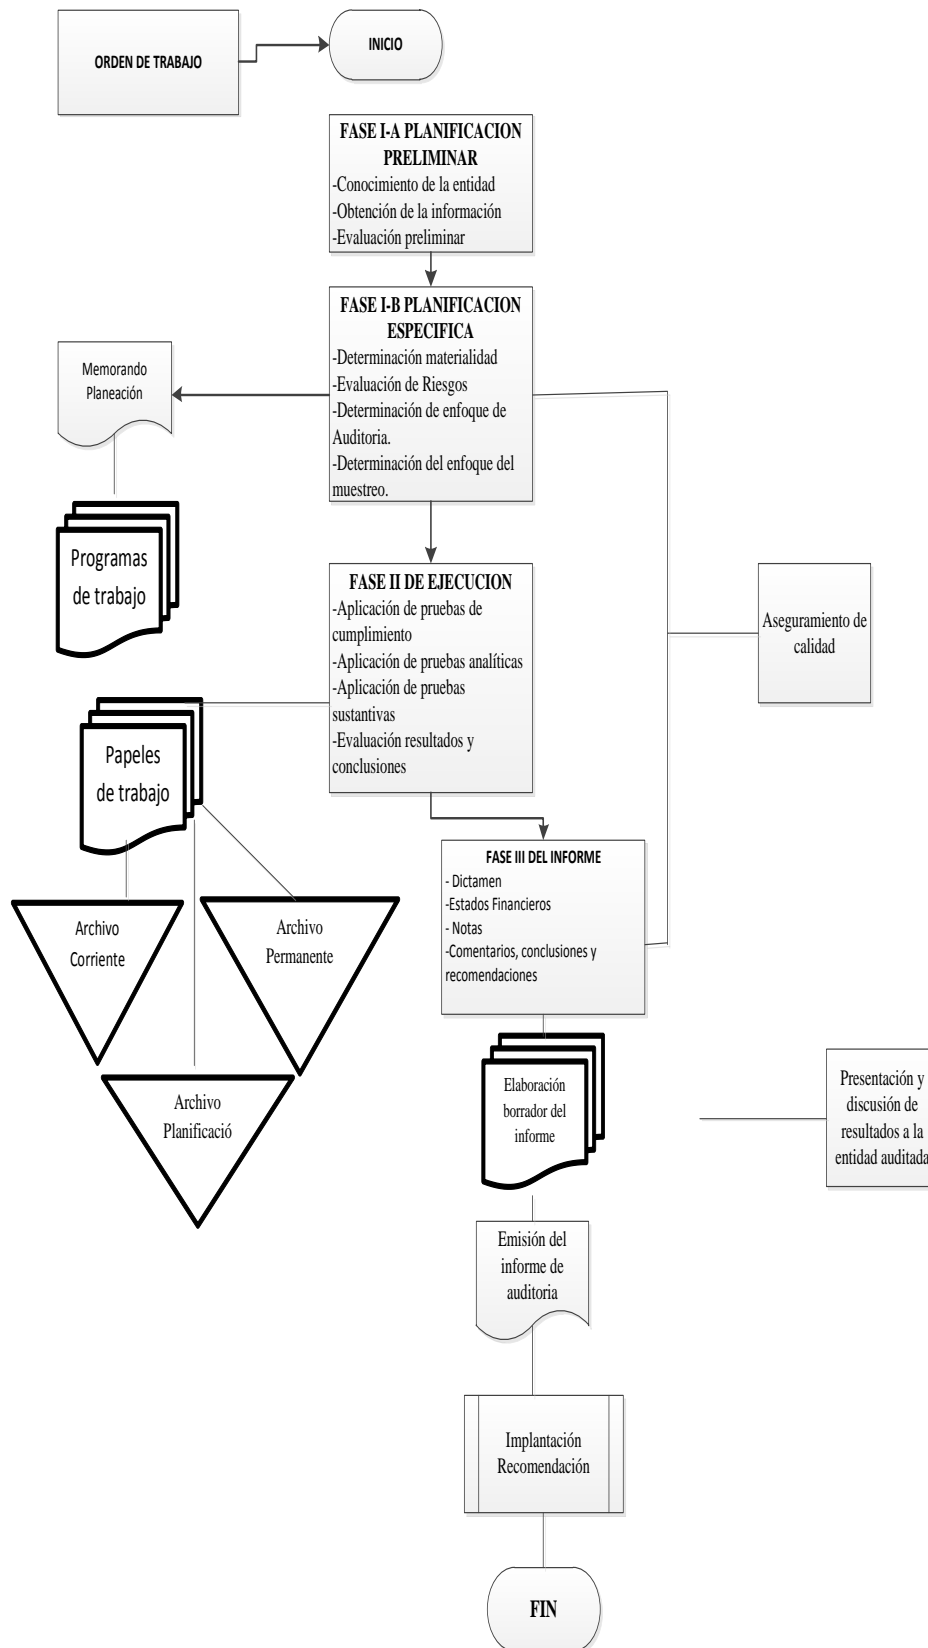 ORDEN DE TRABAJO
INICIO
FASE I-A PLANIFICACION
PRELIMINAR
-Conocimiento de la entidad
-Obtención de la información
-Evaluación preliminar
FASE I-B PLANIFICACION
ESPECIFICA
-Determinación materialidad
-Evaluación de Riesgos
-Determinación de enfoque de
Auditoria.
-Determinación del enfoque del
muestreo.
Memorando
Planeación
Programas
de trabajo
FASE II DE EJECUCION
-Aplicación de pruebas de
cumplimiento
-Aplicación de pruebas analíticas
-Aplicación de pruebas
sustantivas
-Evaluación resultados y
conclusiones
Aseguramiento de
calidad
Papeles
de trabajo
Archivo
Corriente
Archivo
Permanente
Archivo
Planificació
FASE III DEL INFORME
- Dictamen
-Estados Financieros
- Notas
-Comentarios, conclusiones y
recomendaciones
Elaboración
borrador del
informe
Presentación y
discusión de
resultados a la
entidad auditada
Emisión del
informe de
auditoria
Implantación
Recomendación
FIN